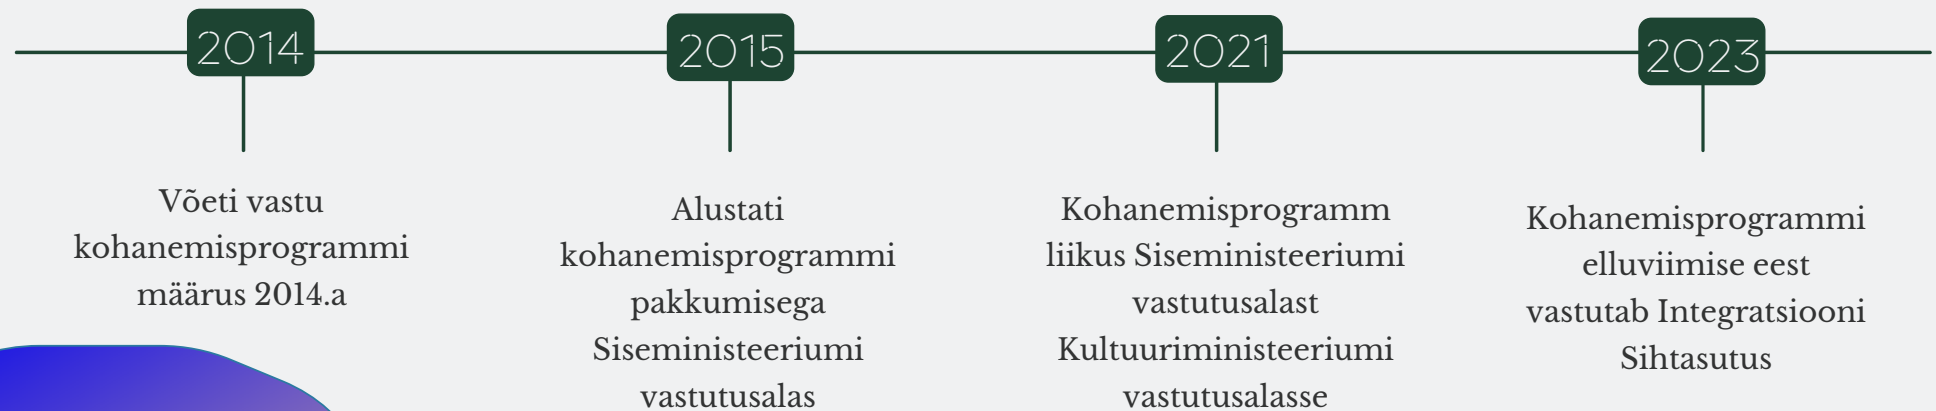 2014
Võeti vastu
kohanemisprogrammi
määrus 2014.a
2015
Alustati
kohanemisprogrammi
pakkumisega
Siseministeeriumi
vastutusalas
2021
Kohanemisprogramm
liikus Siseministeeriumi
vastutusalast
Kultuuriministeeriumi
vastutusalasse
2023
Kohanemisprogrammi
elluviimise eest
vastutab Integratsiooni
Sihtasutus